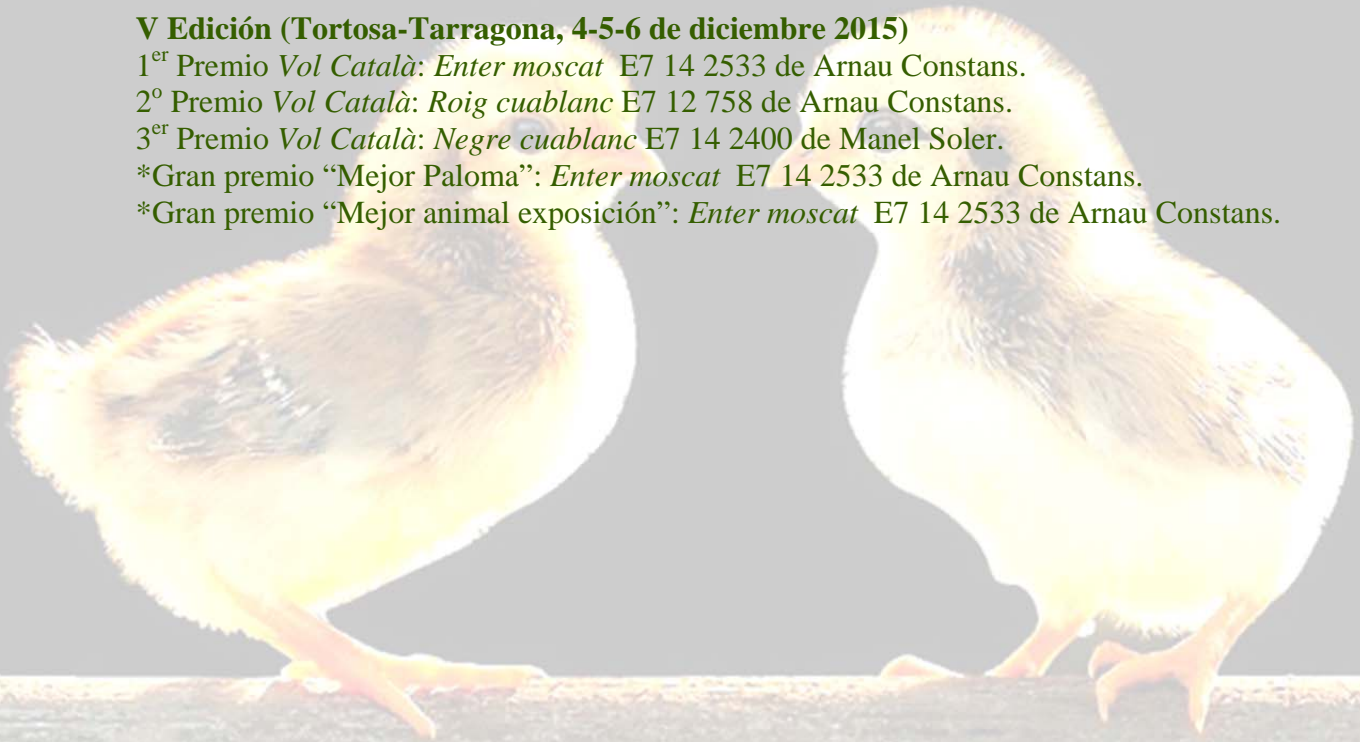 V Edición (Tortosa-Tarragona, 4-5-6 de diciembre 2015)
1er Premio Vol Català: Enter moscat E7 14 2533 de Arnau Constans.
2o Premio Vol Català: Roig cuablanc E7 12 758 de Arnau Constans.
3er Premio Vol Català: Negre cuablanc E7 14 2400 de Manel Soler.
*Gran premio “Mejor Paloma”: Enter moscat E7 14 2533 de Arnau Constans.
*Gran premio “Mejor animal exposición”: Enter moscat E7 14 2533 de Arnau Constans.